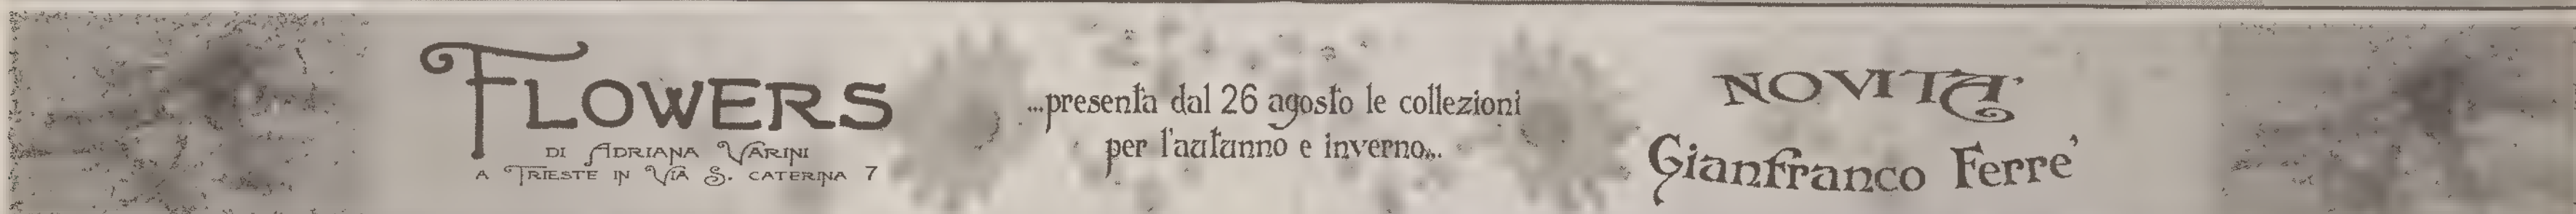 FLOWERS
DI ADRIANA VARINI
A TRIESTE IN VIA S. CATERINA 7
...presenta dal 26 agosto le collezioni
per l'autunno e inverno...
NOVITA'
Gianfranco Ferre'